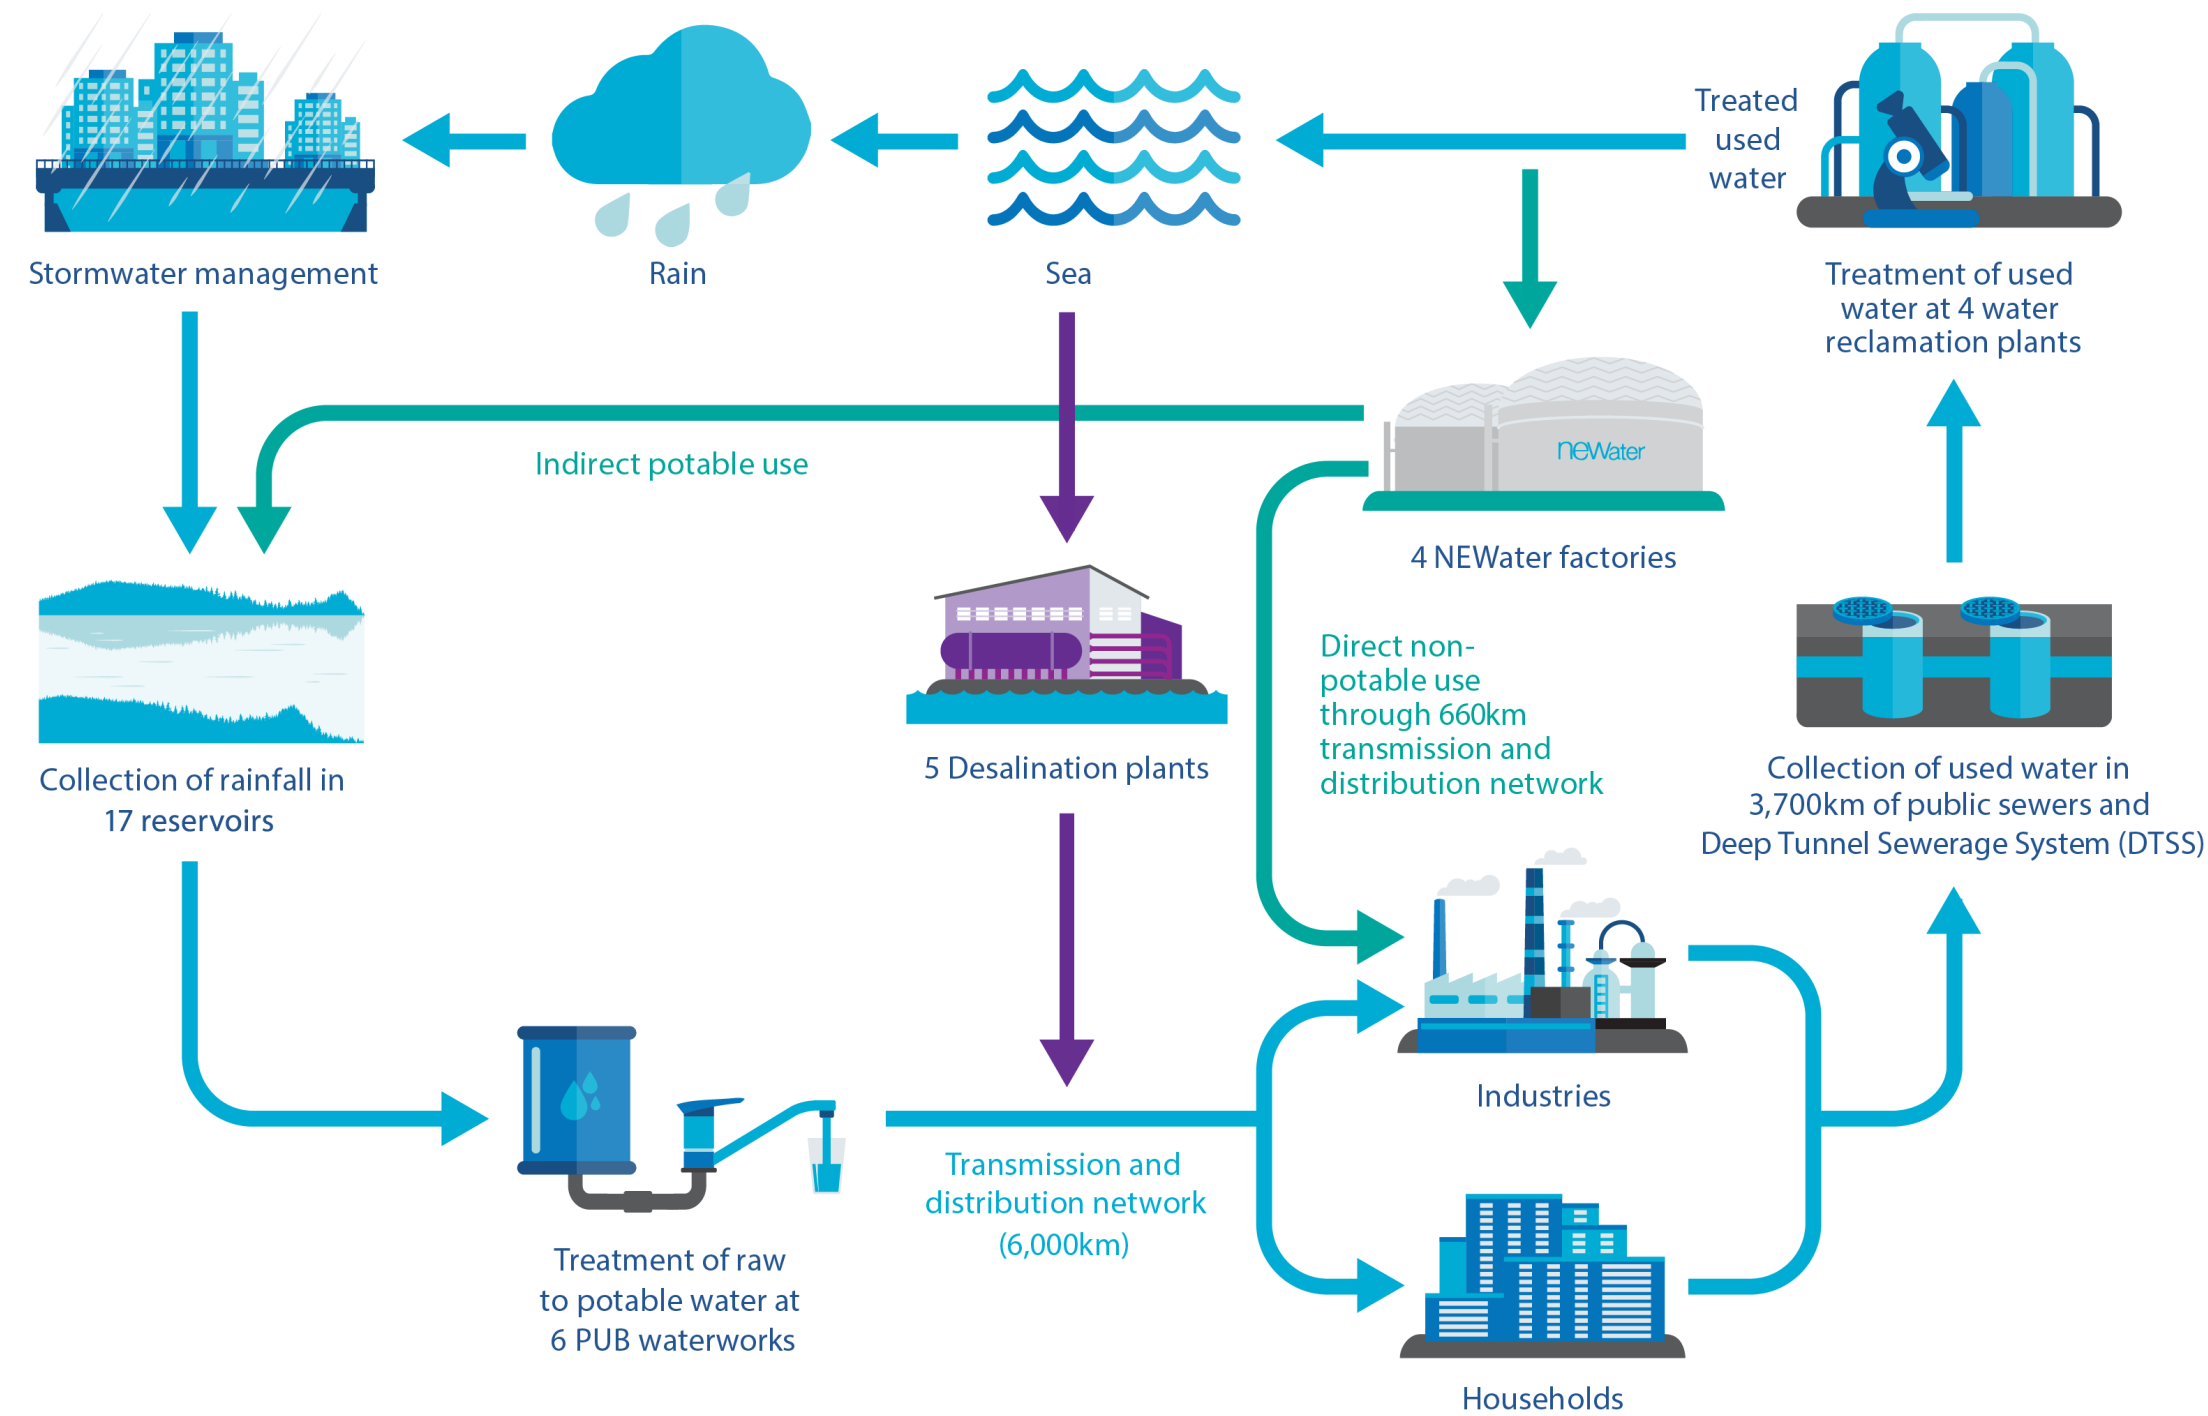 Treated
used
water
Stormwater management
Rain
Sea
Treatment of used
water at 4 water
reclamation plants
Indirect potable use
newater
4 NEWater factories
Direct non-
potable use
through 660km
transmission and
distribution network
5 Desalination plants
Collection of rainfall in
17 reservoirs
Collection of used water in
3,700km of public sewers and
Deep Tunnel Sewerage System (DTSS)
Industries
Transmission and
distribution network
(6,000km)
Treatment of raw
to potable water at
6 PUB waterworks
Households